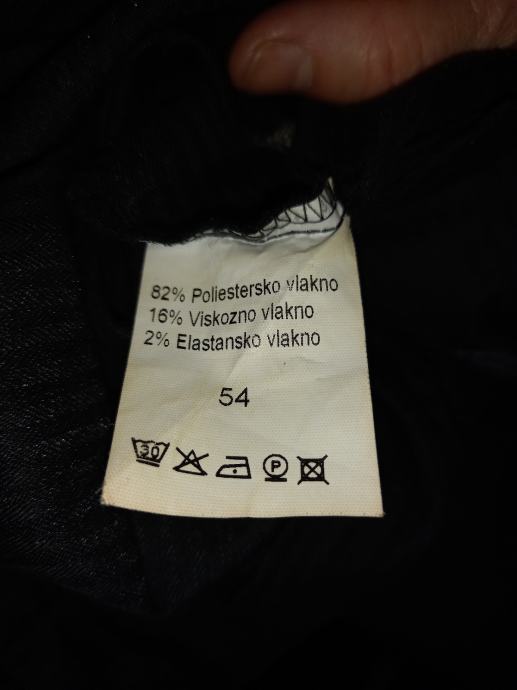 82% Poliestersko vlakno
16% Viskozno vlakno
2% Elastansko vlakno
54
30 P